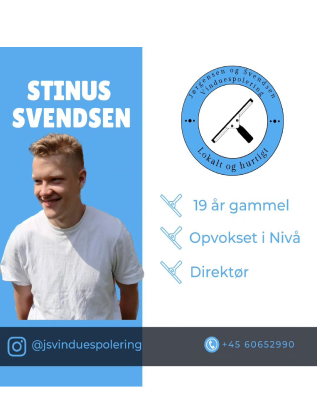 STINUS
SVENDSEN
Jørgensen og Svendsen
Vinduespolering
Lokalt og hurtigt
19 år gammel
Opvokset i Nivå
Direktør
@jsvinduespolering
+45 60652990